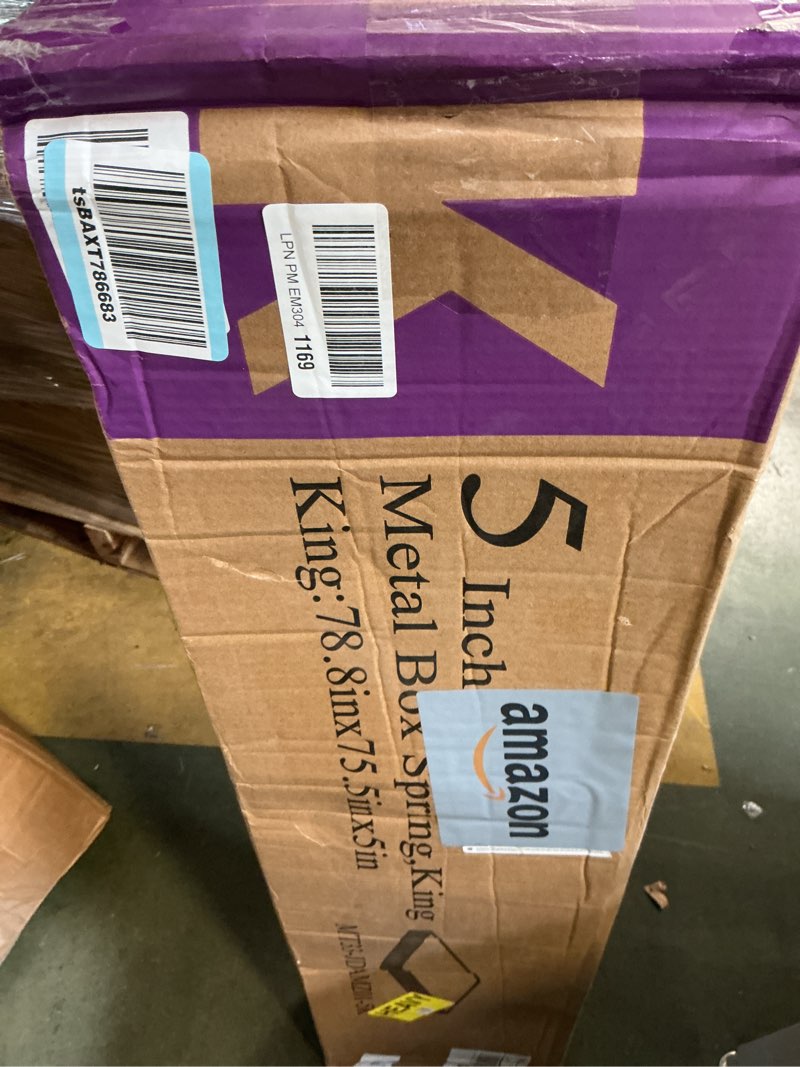 K
tsBAXT786683
LPN PM EM304 1169
5 Inch
Metal Box Spring,King
King:78.8inx75.5inx5in
amazon